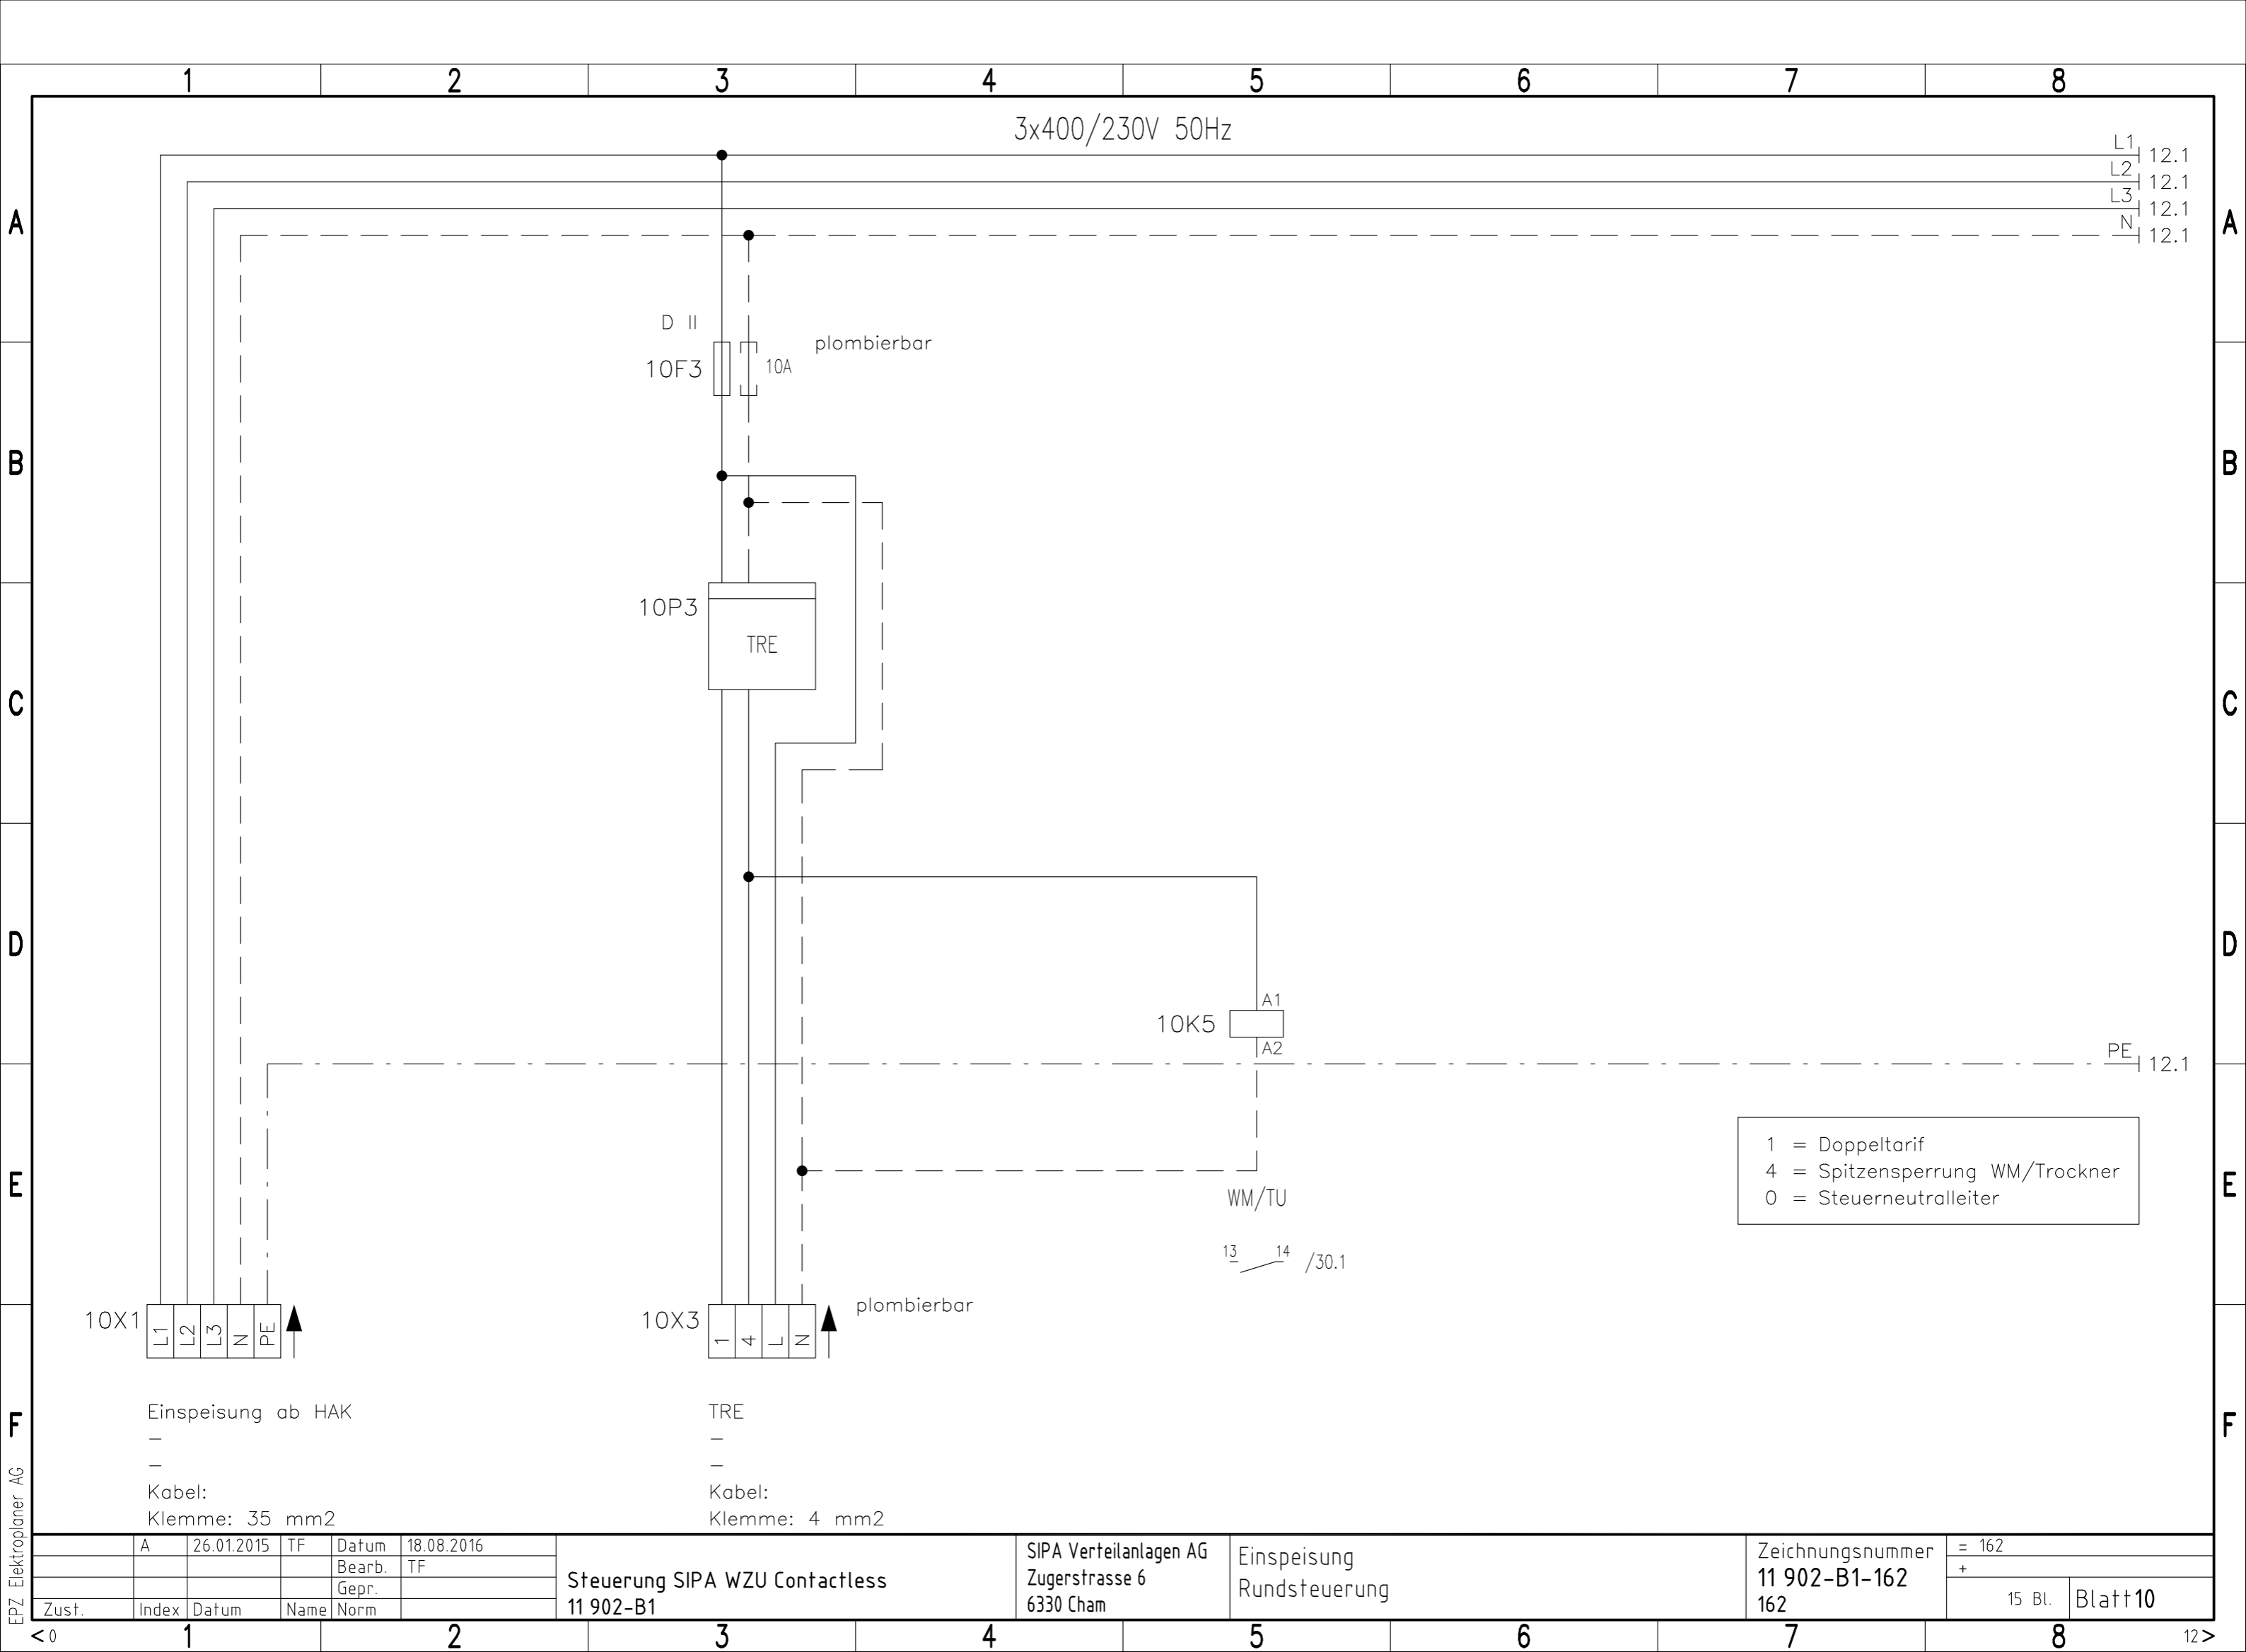 1 2 3 4 5 6 7 8
3x400/230V 50Hz
L1 12.1
L2 12.1
L3 12.1
N 12.1
A A
D II
plombierbar
10F3 10A
B B
10P3
TRE
C C
D D
A1
10K5
A2
PE 12.1
1 = Doppeltarif
4 = Spitzensperrung WM/Trockner
0 = Steuerneutralleiter
E E
WM/TU
13 14 /30.1
10X1 L1 L2 L3 N PE
10X3 1 4 L N
plombierbar
F F
Einspeisung ab HAK
–
–
Kabel:
Klemme: 35 mm2
TRE
–
–
Kabel:
Klemme: 4 mm2
EPZ Elektroplaner AG
A 26.01.2015 TF Datum 18.08.2016
Bearb. TF
Gepr.
Zust. Index Datum Name Norm
Steuerung SIPA WZU Contactless
11 902-B1
SIPA Verteilanlagen AG
Zugerstrasse 6
6330 Cham
Einspeisung
Rundsteuerung
Zeichnungsnummer
11 902-B1-162
162
= 162
+
15 Bl. Blatt10
<0 1 2 3 4 5 6 7 8 12>